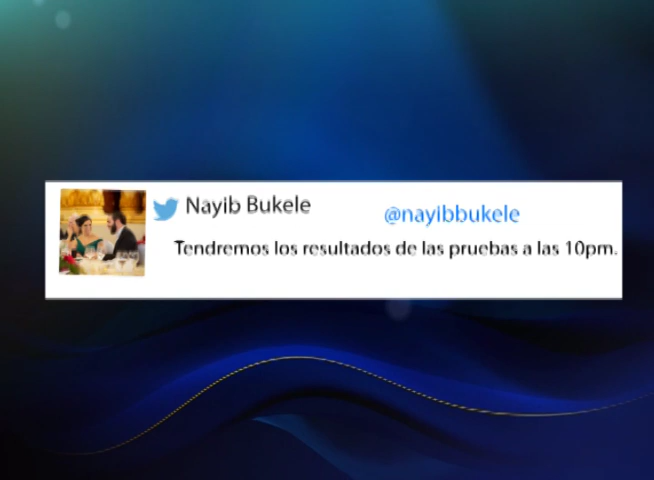 Nayib Bukele @nayibbukele
Tendremos los resultados de las pruebas a las 10pm.